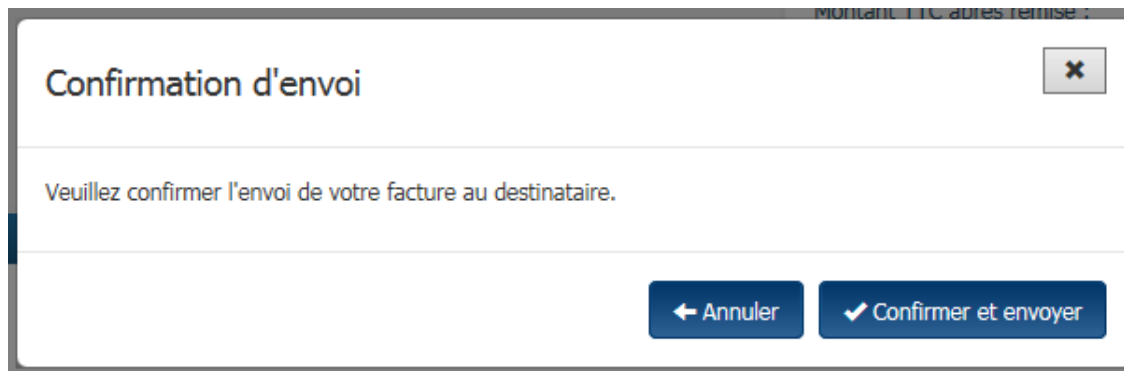 Montant TTC après remise :
Confirmation d'envoi
Veuillez confirmer l'envoi de votre facture au destinataire.
Annuler
Confirmer et envoyer